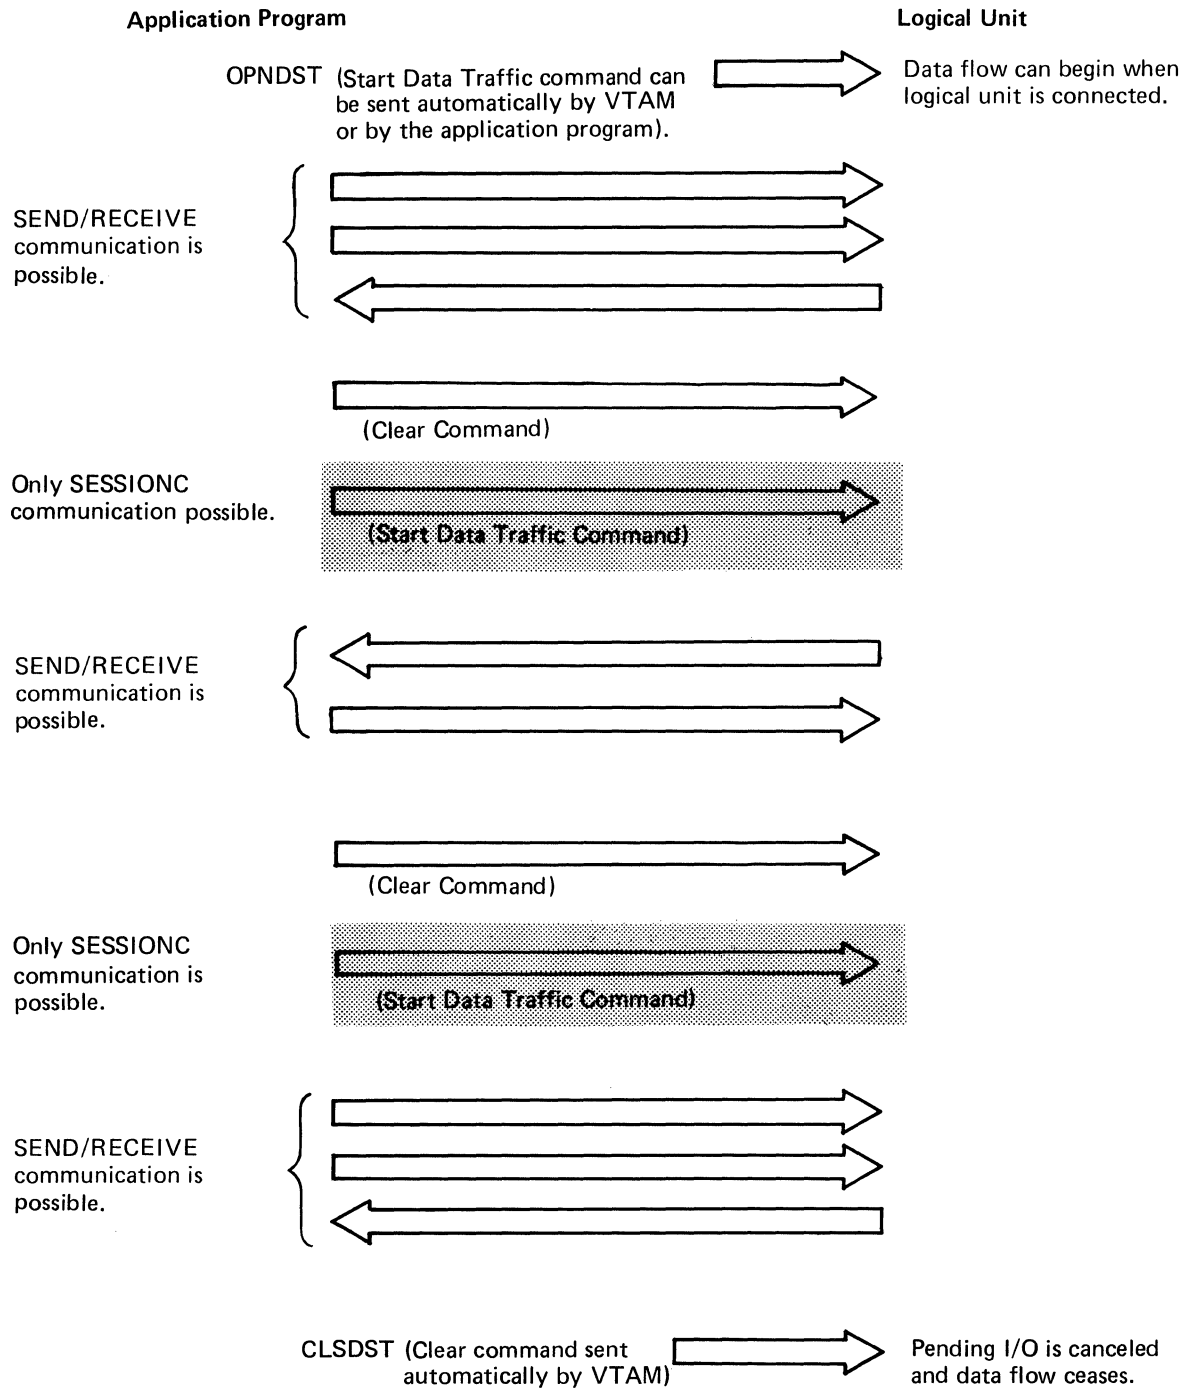 Application Program
Logical Unit
OPNDST (Start Data Traffic command can
be sent automatically by VTAM
or by the application program).
Data flow can begin when
logical unit is connected.
SEND/RECEIVE
communication is
possible.
(Clear Command)
Only SESSIONC
communication possible.
(Start Data Traffic Command)
SEND/RECEIVE
communication is
possible.
(Clear Command)
Only SESSIONC
communication is
possible.
(Start Data Traffic Command)
SEND/RECEIVE
communication is
possible.
CLSDST (Clear command sent
automatically by VTAM)
Pending I/O is canceled
and data flow ceases.